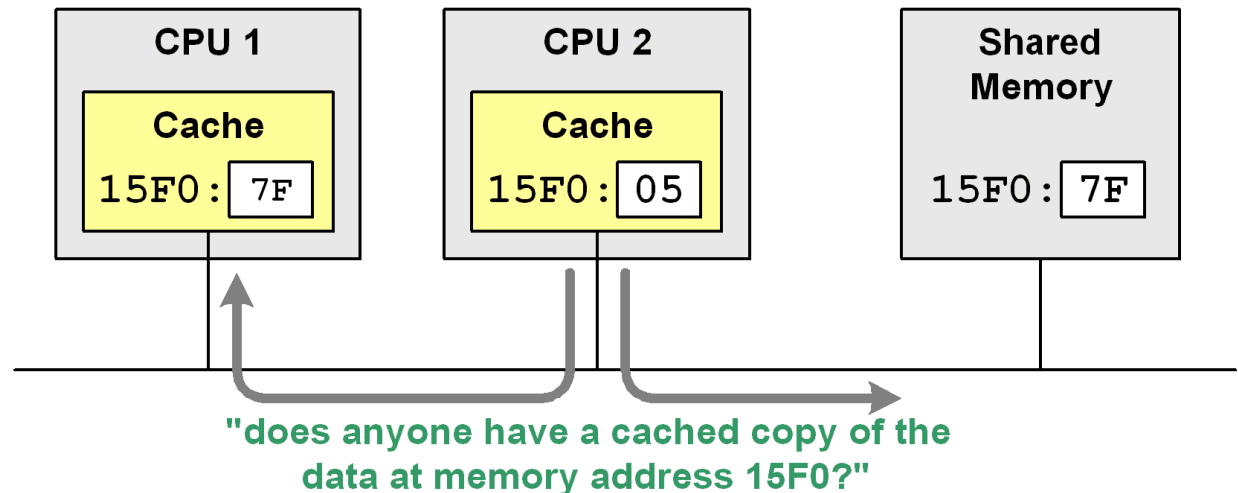 CPU 1
Cache
15F0: 7F
CPU 2
Cache
15F0: 05
Shared
Memory
15F0: 7F
"does anyone have a cached copy of the
data at memory address 15F0?"